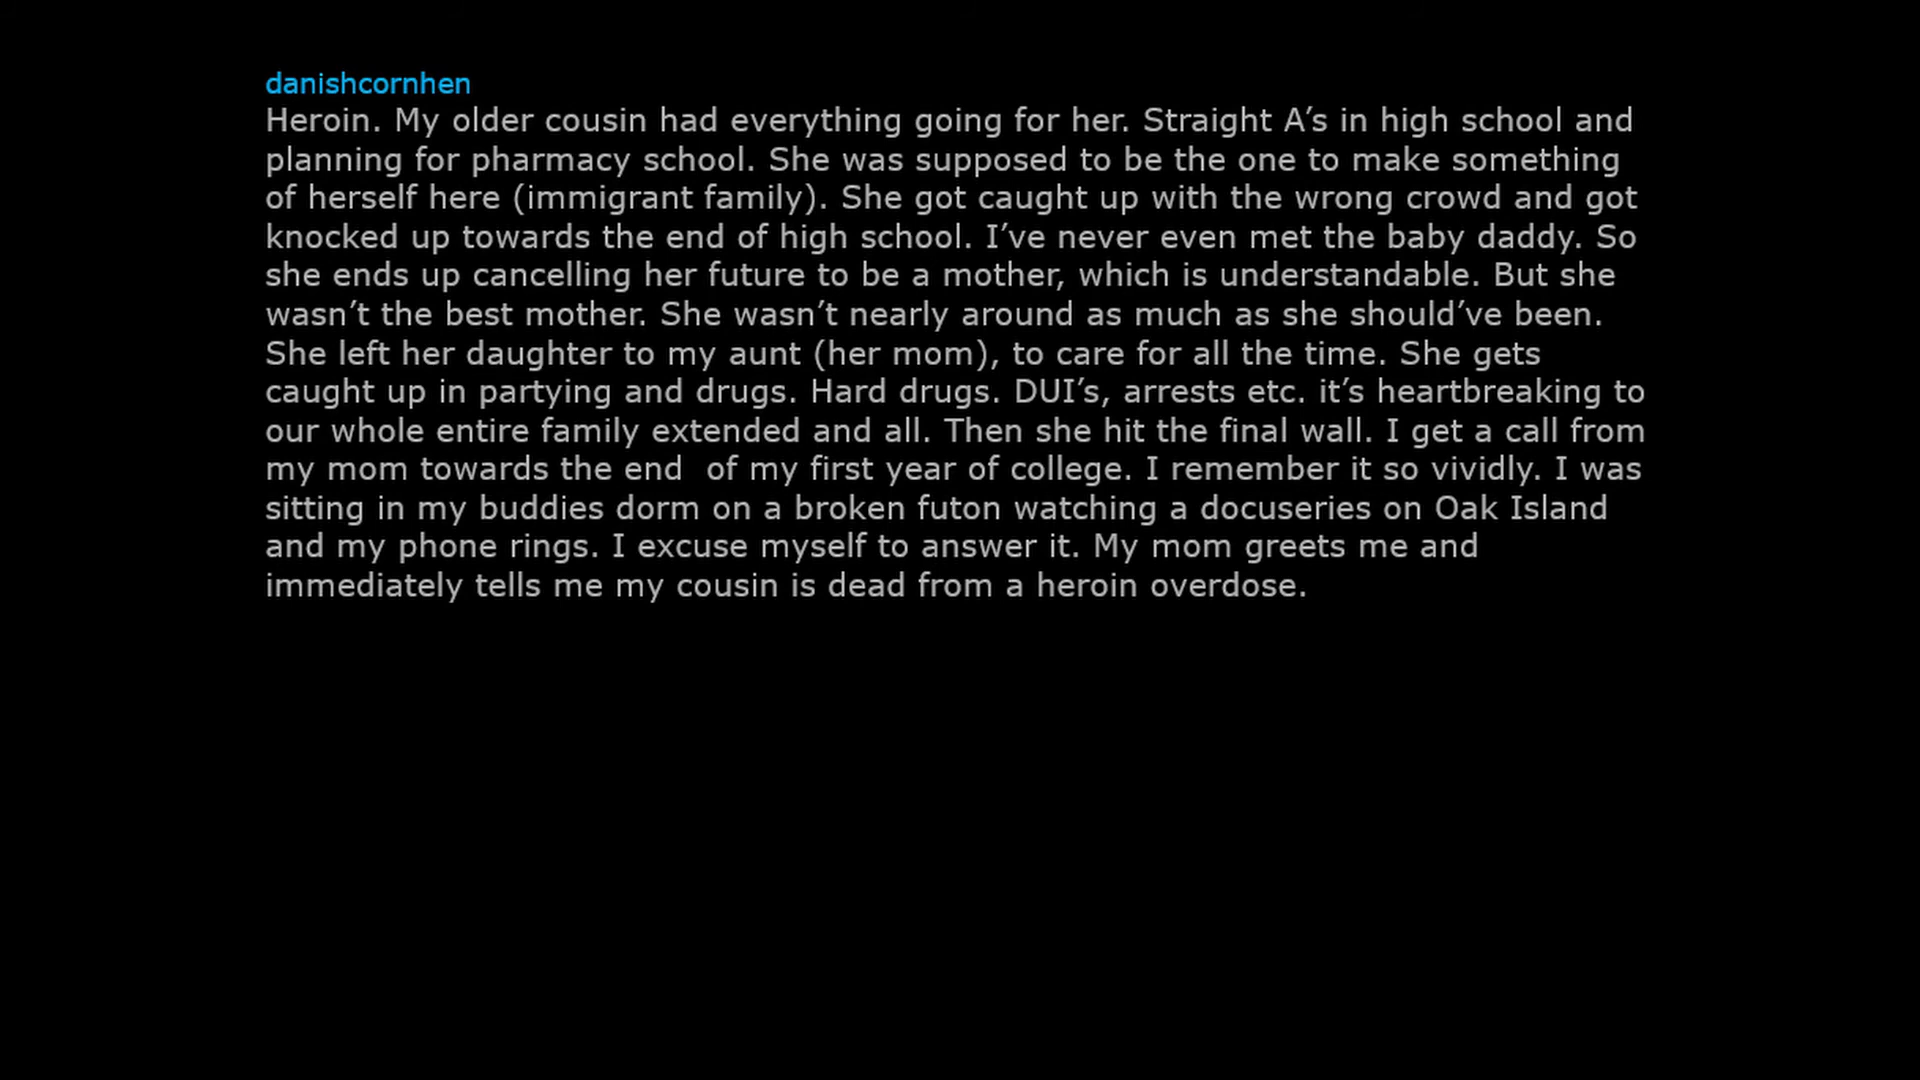 danishcornhen
Heroin. My older cousin had everything going for her. Straight A’s in high school and
planning for pharmacy school. She was supposed to be the one to make something
of herself here (immigrant family). She got caught up with the wrong crowd and got
knocked up towards the end of high school. I’ve never even met the baby daddy. So
she ends up cancelling her future to be a mother, which is understandable. But she
wasn’t the best mother. She wasn’t nearly around as much as she should’ve been.
She left her daughter to my aunt (her mom), to care for all the time. She gets
caught up in partying and drugs. Hard drugs. DUI’s, arrests etc. it’s heartbreaking to
our whole entire family extended and all. Then she hit the final wall. I get a call from
my mom towards the end  of my first year of college. I remember it so vividly. I was
sitting in my buddies dorm on a broken futon watching a docuseries on Oak Island
and my phone rings. I excuse myself to answer it. My mom greets me and
immediately tells me my cousin is dead from a heroin overdose.